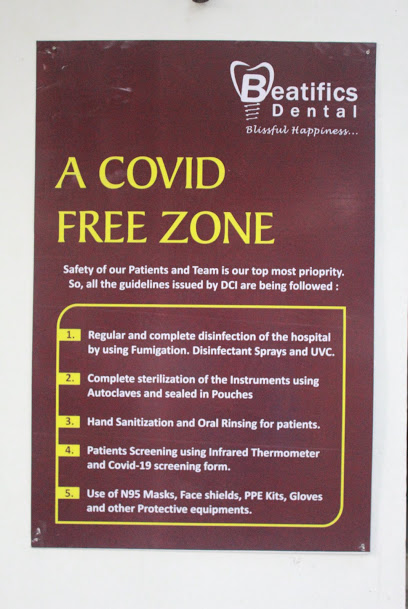 Beatifics
Dental
Blissful Happiness...
A COVID
FREE ZONE
Safety of our Patients and Team is our top most prioprity.
So, all the guidelines issued by DCI are being followed :
1. Regular and complete disinfection of the hospital
by using Fumigation. Disinfectant Sprays and UVC.
2. Complete sterilization of the Instruments using
Autoclaves and sealed in Pouches
3. Hand Sanitization and Oral Rinsing for patients.
4. Patients Screening using Infrared Thermometer
and Covid-19 screening form.
5. Use of N95 Masks, Face shields, PPE Kits, Gloves
and other Protective equipments.